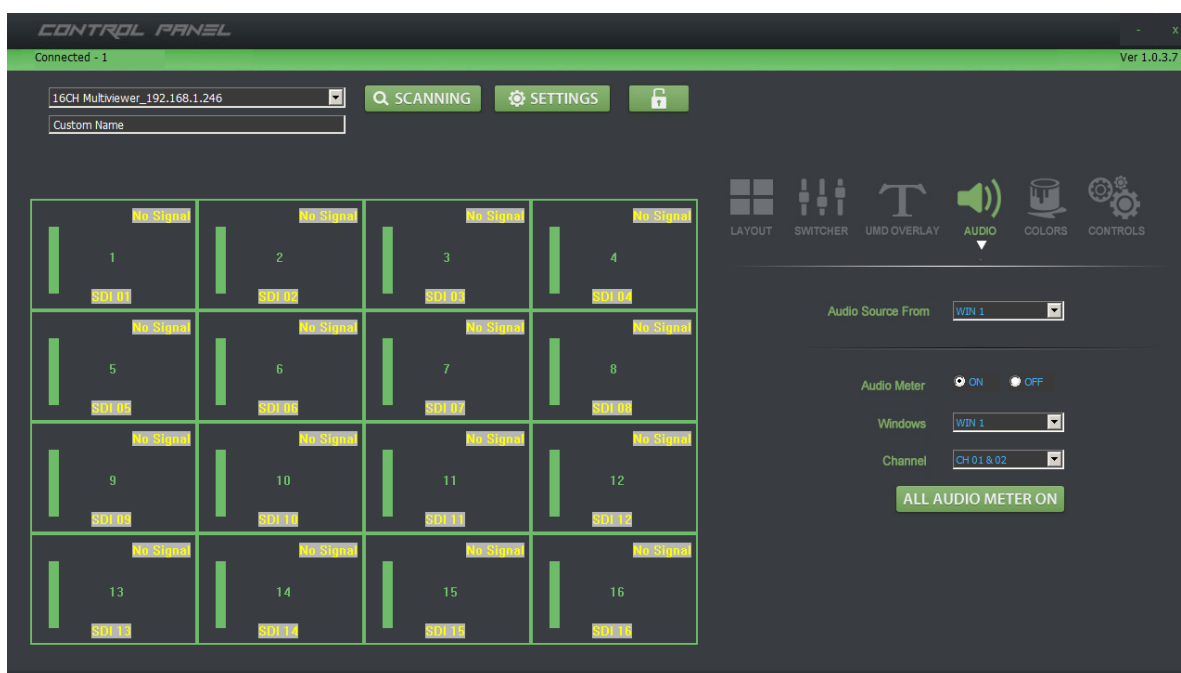 CONTROL PANEL
- x
Connected - 1 Ver 1.0.3.7
16CH Multiviewer_192.168.1.246 SCANNING SETTINGS
Custom Name
LAYOUT SWITCHER UMD OVERLAY AUDIO COLORS CONTROLS
No Signal No Signal No Signal No Signal
1 2 3 4
SDI 01 SDI 02 SDI 03 SDI 04
No Signal No Signal No Signal No Signal
5 6 7 8
SDI 05 SDI 06 SDI 07 SDI 08
No Signal No Signal No Signal No Signal
9 10 11 12
SDI 09 SDI 10 SDI 11 SDI 12
No Signal No Signal No Signal No Signal
13 14 15 16
SDI 13 SDI 14 SDI 15 SDI 16
Audio Source From WIN 1
Audio Meter ON OFF
Windows WIN 1
Channel CH 01 & 02
ALL AUDIO METER ON